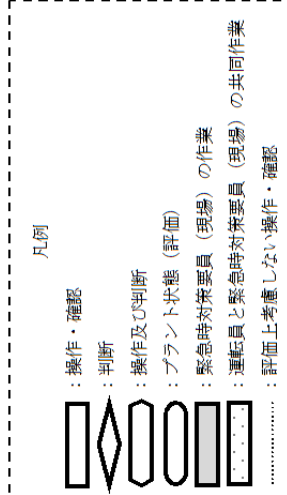 凡例
：操作・確認
：判断
：操作及び判断
：プラント状態（評価）
：緊急時対策要員（現場）の作業
：運転員と緊急時対策要員（現場）の共同作業
：評価上考慮しない操作・確認